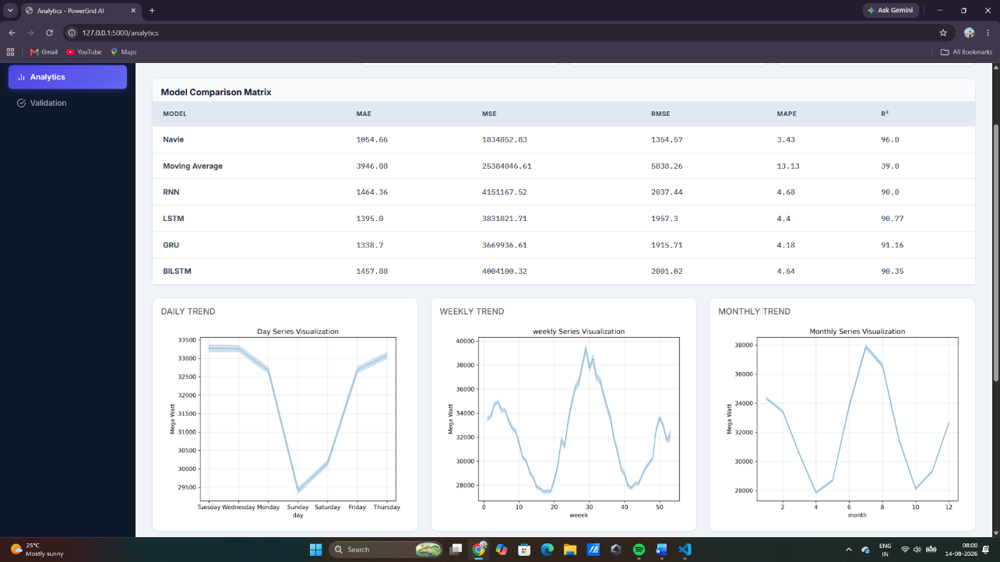 Analytics - PowerGrid AI
Ask Gemini
127.0.0.1:5000/analytics
Gmail YouTube Maps All Bookmarks
Analytics
Validation
Model Comparison Matrix
MODEL MAE MSE RMSE MAPE R²
Navie 1054.66 1834852.83 1354.57 3.43 96.0
Moving Average 3946.08 25384046.61 5038.26 13.13 39.0
RNN 1464.36 4151167.52 2037.44 4.68 90.0
LSTM 1395.0 3831021.71 1957.3 4.4 90.77
GRU 1338.7 3669936.61 1915.71 4.18 91.16
BILSTM 1457.88 4004100.32 2001.02 4.64 90.35
DAILY TREND
Day Series Visualization
33500
33000
32500
32000
31500
31000
30500
30000
29500
Mega Watt
Tuesday Wednesday Monday Sunday Saturday Friday Thursday
day
WEEKLY TREND
weekly Series Visualization
40000
38000
36000
34000
32000
30000
28000
Mega Watt
0 10 20 30 40 50
weeek
MONTHLY TREND
Monthly Series Visualization
38000
36000
34000
32000
30000
28000
Mega Watt
2 4 6 8 10 12
month
25°C
Mostly sunny
Search
ENG
IN
08:00
14-08-2026